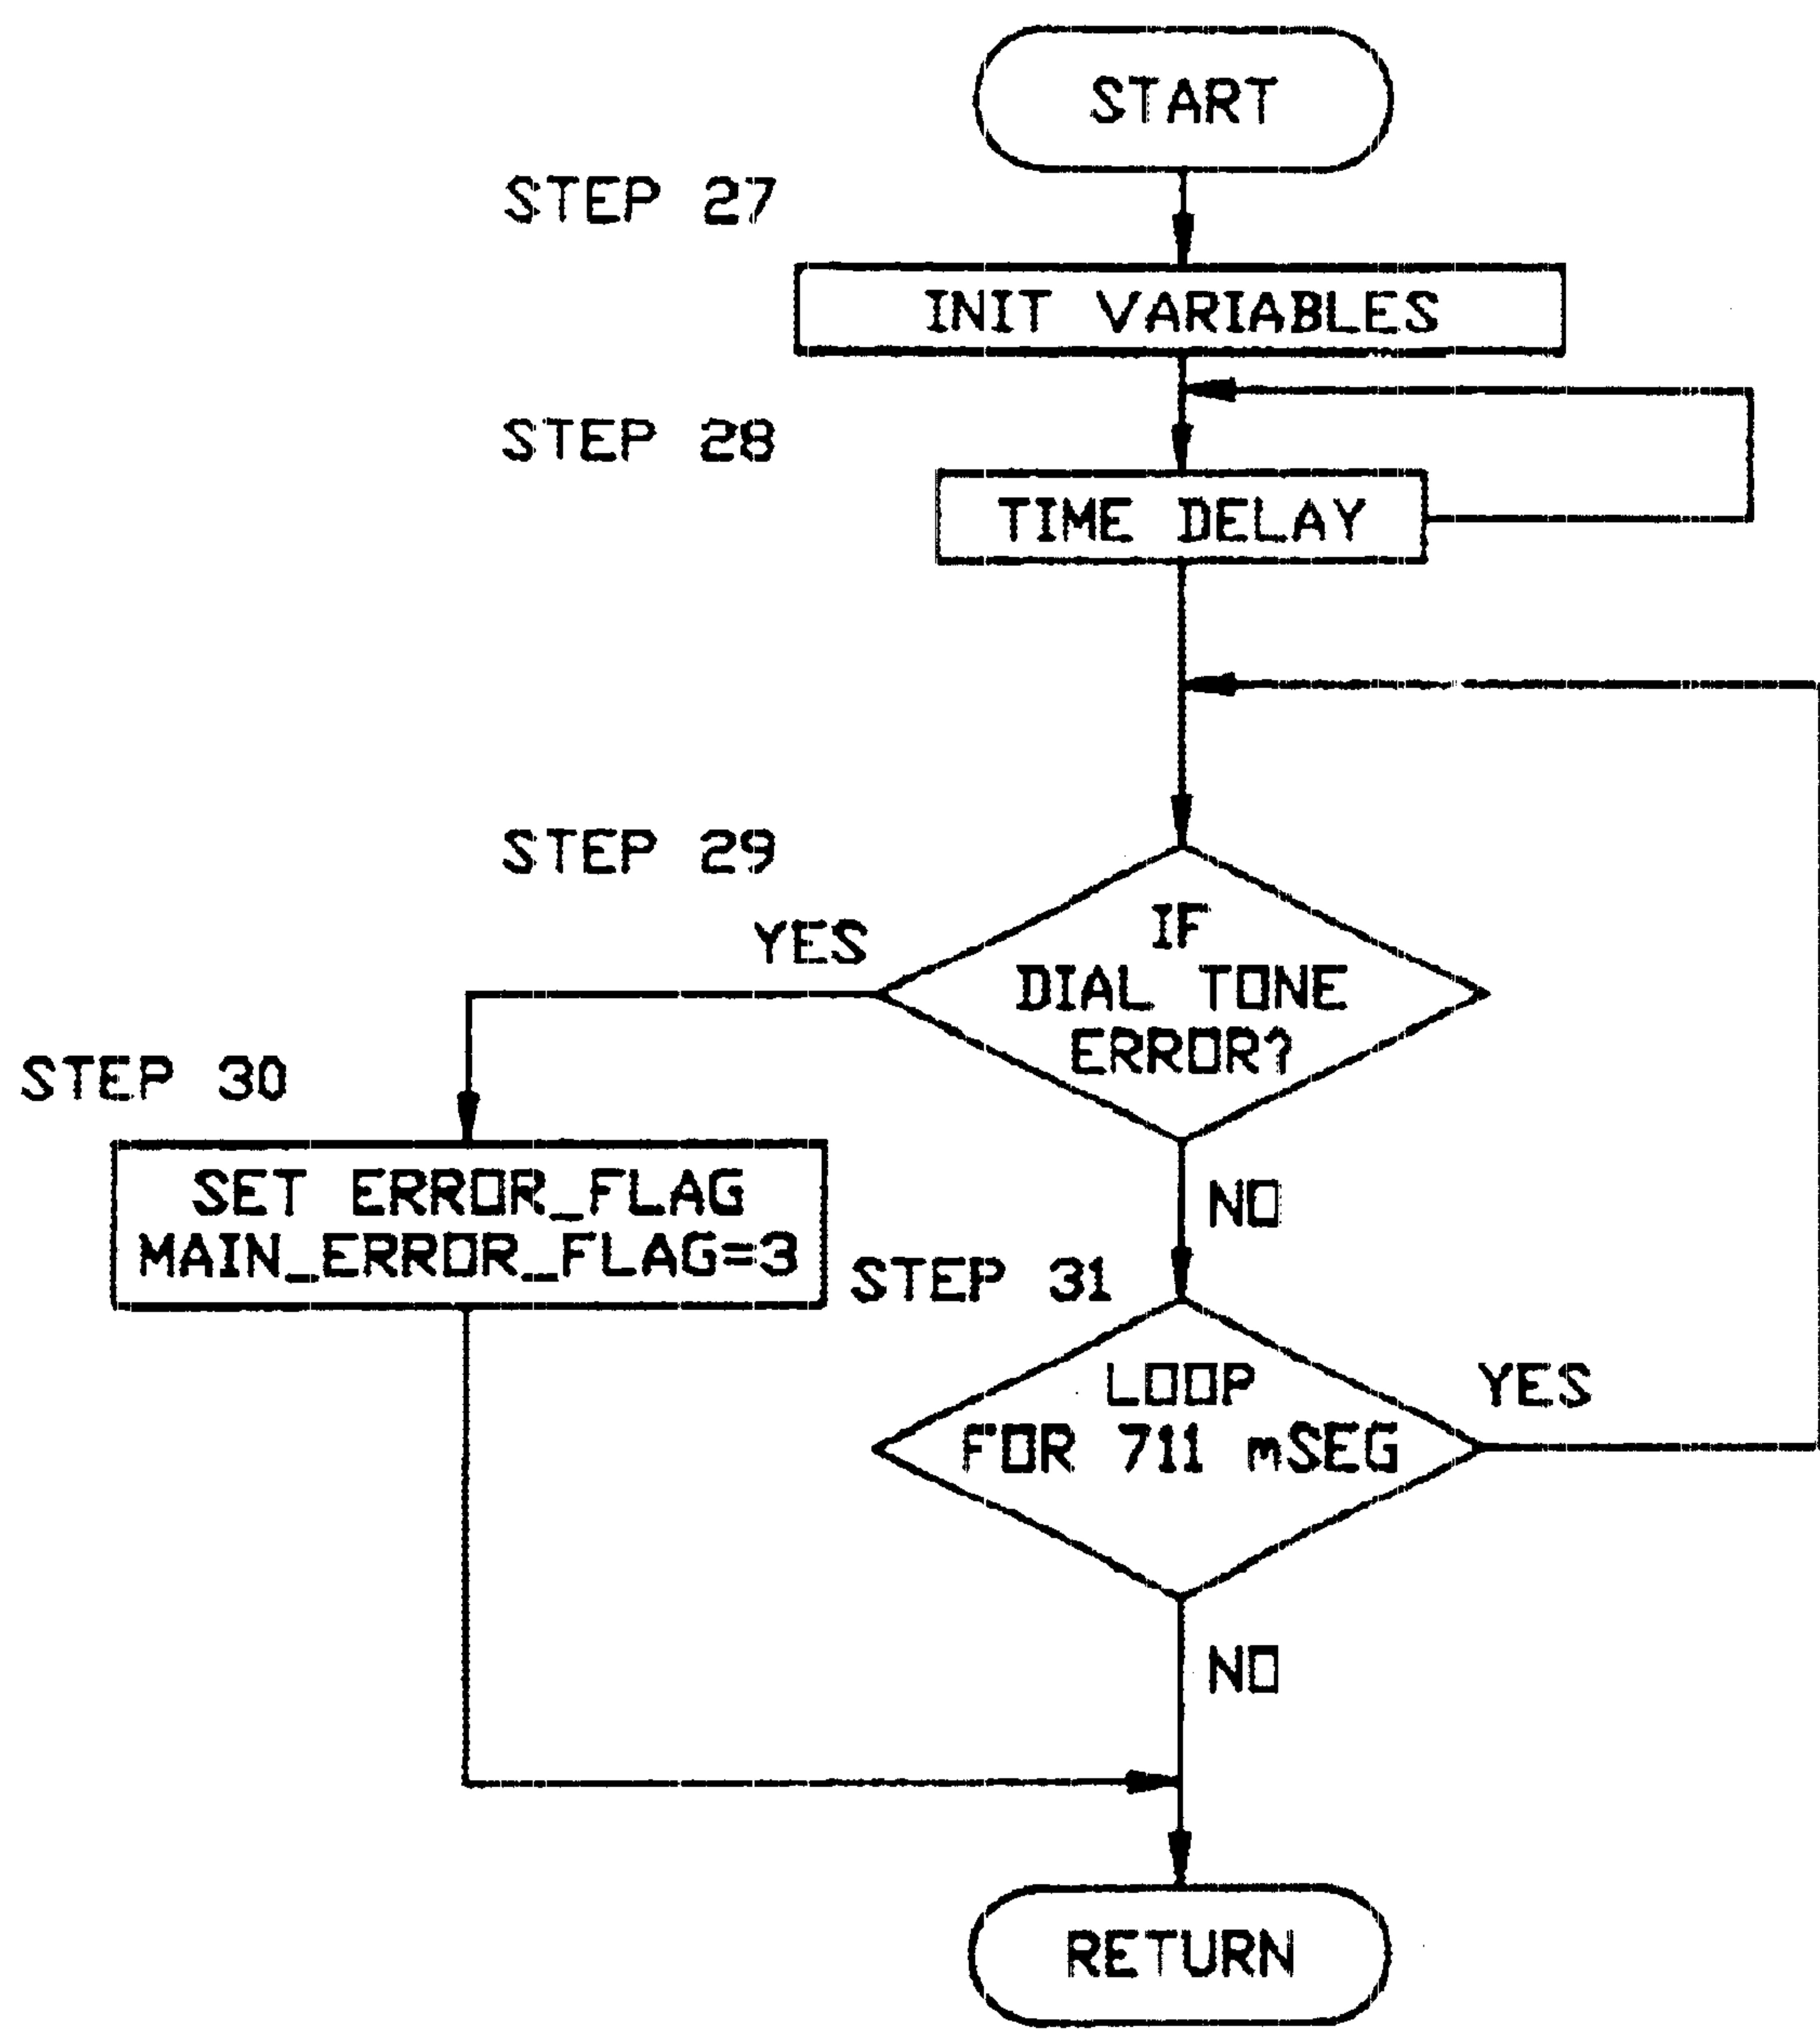 START
STEP 27
INIT VARIABLES
STEP 28
TIME DELAY
STEP 29
YES
IF
DIAL TONE
ERROR?
STEP 30
SET ERROR_FLAG
MAIN_ERROR_FLAG=3
NO
STEP 31
LOOP
FOR 711 mSEG
YES
NO
RETURN